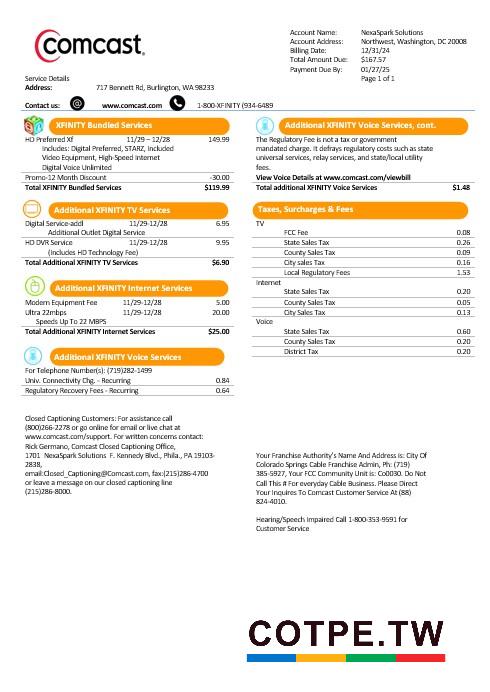 comcast.
Account Name: NexaSpark Solutions
Account Address: Northwest, Washington, DC 20008
Billing Date: 12/31/24
Total Amount Due: $167.57
Payment Due By: 01/27/25
Page 1 of 1
Service Details
Address: 717 Bennett Rd, Burlington, WA 98233
Contact us: @ www.comcast.com 1-800-XFINITY (934-6489
XFINITY Bundled Services
HD Preferred Xf 11/29 – 12/28 149.99
Includes: Digital Preferred, STARZ, Included
Video Equipment, High-Speed Internet
Digital Voice Unlimited
Promo-12 Month Discount -30.00
Total XFINITY Bundled Services $119.99
Additional XFINITY TV Services
Digital Service-addl 11/29-12/28 6.95
Additional Outlet Digital Service
HD DVR Service 11/29-12/28 9.95
(Includes HD Technology Fee)
Total Additional XFINITY TV Services $6.90
Additional XFINITY Internet Services
Modern Equipment Fee 11/29-12/28 5.00
Ultra 22mbps 11/29-12/28 20.00
Speeds Up To 22 MBPS
Total Additional XFINITY Internet Services $25.00
Additional XFINITY Voice Services
For Telephone Number(s): (719)282-1499
Univ. Connectivity Chg. - Recurring 0.84
Regulatory Recovery Fees - Recurring 0.64
Closed Captioning Customers: For assistance call
(800)266-2278 or go online for email or live chat at
www.comcast.com/support. For written concerns contact:
Rick Germano, Comcast Closed Captioning Office,
1701 NexaSpark Solutions F. Kennedy Blvd., Phila., PA 19103-
2838,
email:Closed_Captioning@Comcast.com, fax:(215)286-4700
or leave a message on our closed captioning line
(215)286-8000.
Additional XFINITY Voice Services, cont.
The Regulatory Fee is not a tax or government
mandated charge. It defrays regulatory costs such as state
universal services, relay services, and state/local utility
fees.
View Voice Details at www.comcast.com/viewbill
Total additional XFINITY Voice Services $1.48
Taxes, Surcharges & Fees
TV
FCC Fee 0.08
State Sales Tax 0.26
County Sales Tax 0.09
City sales Tax 0.16
Local Regulatory Fees 1.53
Internet
State Sales Tax 0.20
County Sales Tax 0.05
City Sales Tax 0.13
Voice
State Sales Tax 0.60
County Sales Tax 0.20
District Tax 0.20
Your Franchise Authority's Name And Address is: City Of
Colorado Springs Cable Franchise Admin, Ph: (719)
385-5927, Your FCC Community Unit is: Co0030. Do Not
Call This # For everyday Cable Business. Please Direct
Your Inquires To Comcast Customer Service At (88)
824-4010.
Hearing/Speech Impaired Call 1-800-353-9591 for
Customer Service
COTPE.TW